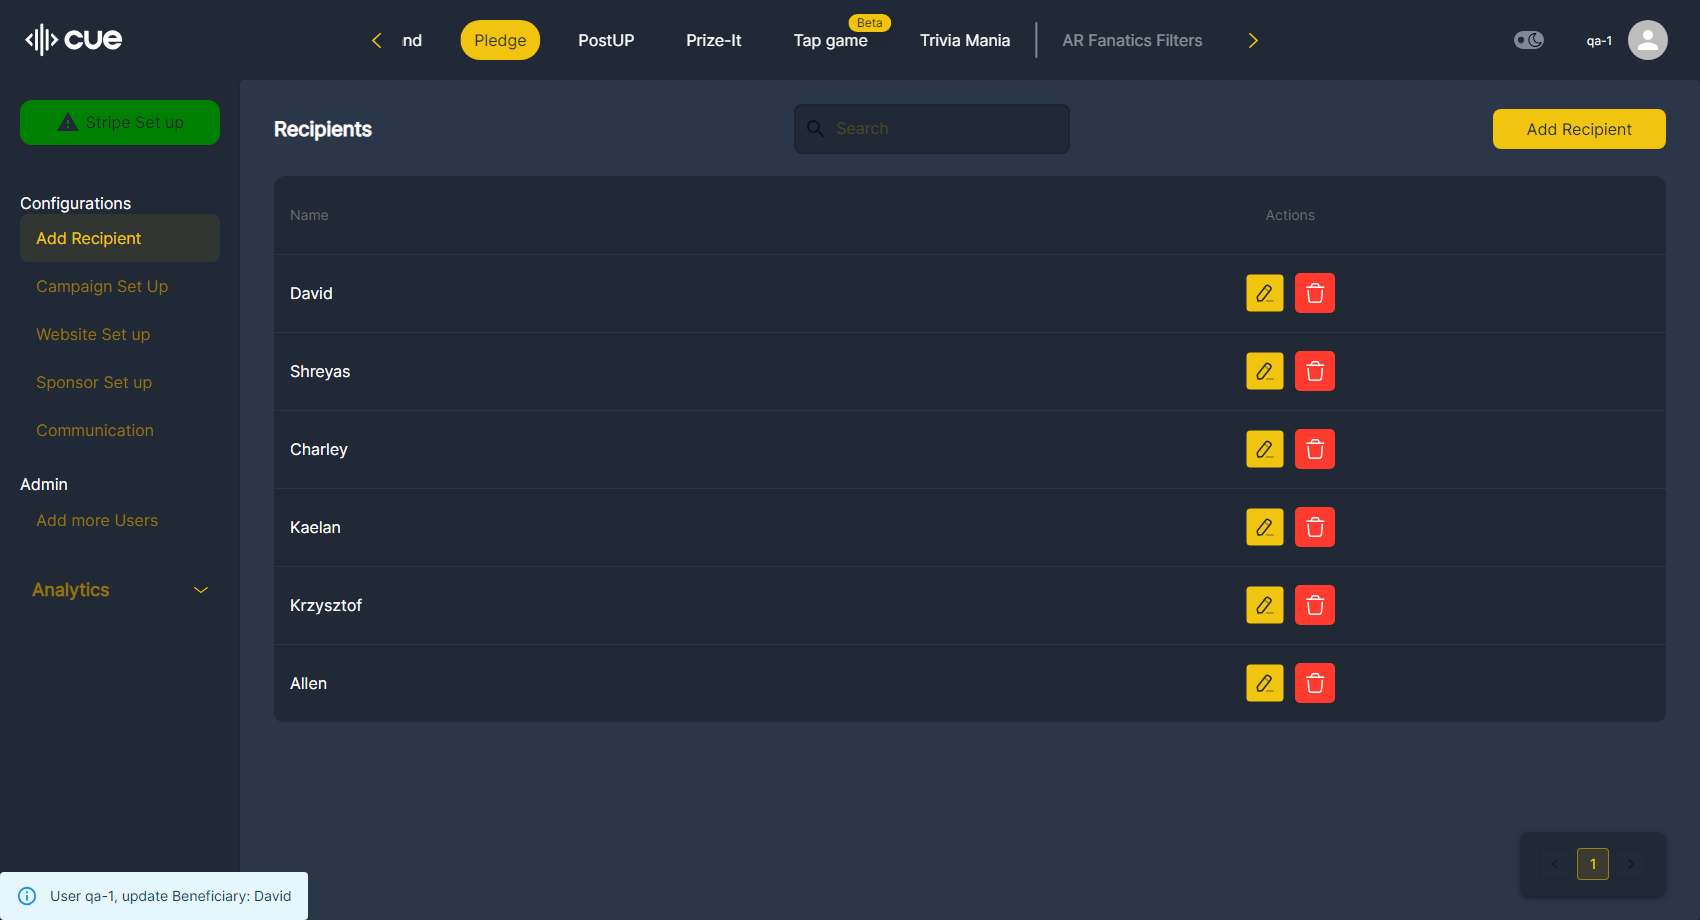 cue
nd
Pledge
PostUP
Prize-It
Tap game
Beta
Trivia Mania
AR Fanatics Filters
qa-1
Stripe Set up
Configurations
Add Recipient
Campaign Set Up
Website Set up
Sponsor Set up
Communication
Admin
Add more Users
Analytics
Recipients
Search
Add Recipient
Name Actions
David
Shreyas
Charley
Kaelan
Krzysztof
Allen
1
User qa-1, update Beneficiary: David